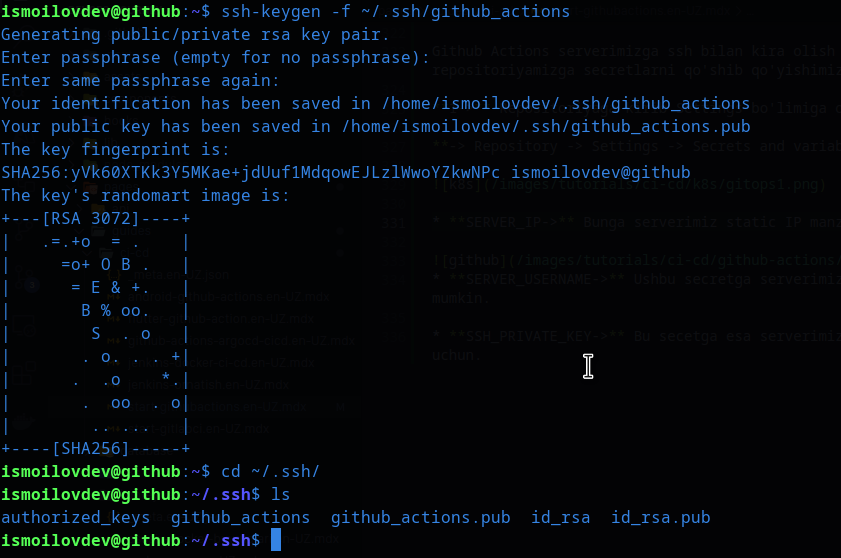 ismoilovdev@github:~$ ssh-keygen -f ~/.ssh/github_actions
Generating public/private rsa key pair.
Enter passphrase (empty for no passphrase):
Enter same passphrase again:
Your identification has been saved in /home/ismoilovdev/.ssh/github_actions
Your public key has been saved in /home/ismoilovdev/.ssh/github_actions.pub
The key fingerprint is:
SHA256:yVk60XTKk3Y5MKae+jdUuf1MdqowEJLzlWwoYZkwNPc ismoilovdev@github
The key's randomart image is:
+---[RSA 3072]----+
|   .=.+o  = .    |
|     =o+ O B .   |
|      = E & +.   |
|       B % oo.   |
|        S  . o   |
|       . o. . . +|
|      .  .o    *.|
|       .  oo  . o|
|        .. ...   |
+----[SHA256]-----+
ismoilovdev@github:~$ cd ~/.ssh/
ismoilovdev@github:~/.ssh$ ls
authorized_keys  github_actions  github_actions.pub  id_rsa  id_rsa.pub
ismoilovdev@github:~/.ssh$